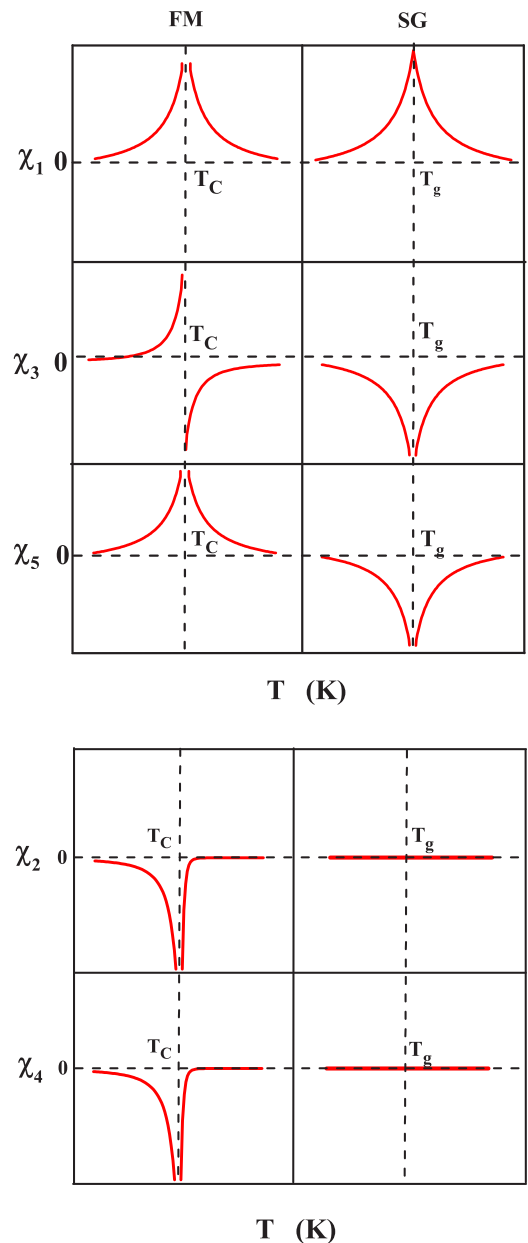 FM SG
χ1 0
TC Tg
χ3 0
TC Tg
χ5 0
TC Tg
T (K)
χ2 0
TC Tg
χ4 0
TC Tg
T (K)